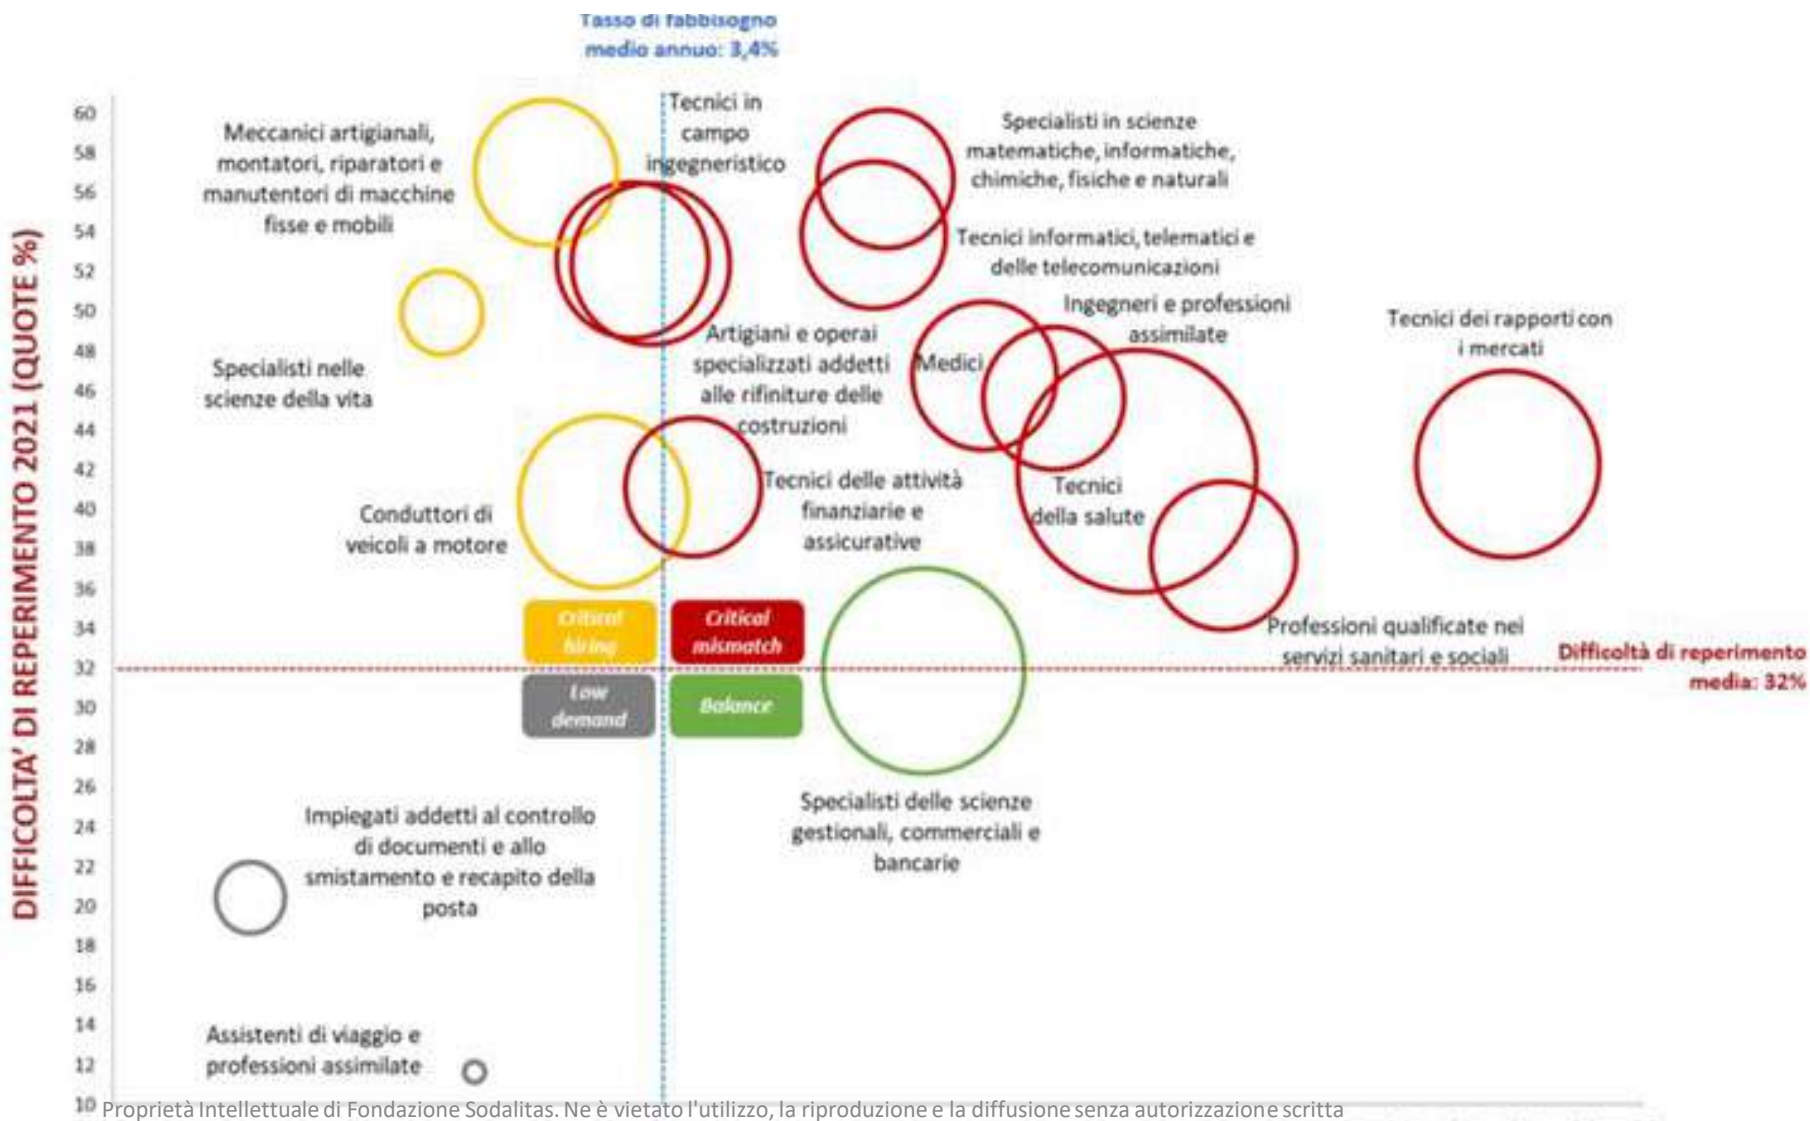 Tasso di fabbisogno
medio annuo: 3,4%
DIFFICOLTA' DI REPERIMENTO 2021 (QUOTE %)
60
58
56
54
52
50
48
46
44
42
40
38
36
34
32
30
28
26
24
22
20
18
16
14
12
10
Meccanici artigianali,
montatori, riparatori e
manutentori di macchine
fisse e mobili
Tecnici in
campo
ingegneristico
Specialisti in scienze
matematiche, informatiche,
chimiche, fisiche e naturali
Tecnici informatici, telematici e
delle telecomunicazioni
Ingegneri e professioni
assimilate
Tecnici dei rapporti con
i mercati
Specialisti nelle
scienze della vita
Artigiani e operai
specializzati addetti
alle rifiniture delle
costruzioni
Medici
Conduttori di
veicoli a motore
Tecnici delle attività
finanziarie e
assicurative
Tecnici
della salute
Critical
hiring
Critical
mismatch
Low
demand
Balance
Professioni qualificate nei
servizi sanitari e sociali
Difficoltà di reperimento
media: 32%
Specialisti delle scienze
gestionali, commerciali e
bancarie
Impiegati addetti al controllo
di documenti e allo
smistamento e recapito della
posta
Assistenti di viaggio e
professioni assimilate
Proprietà Intellettuale di Fondazione Sodalitas. Ne è vietato l'utilizzo, la riproduzione e la diffusione senza autorizzazione scritta